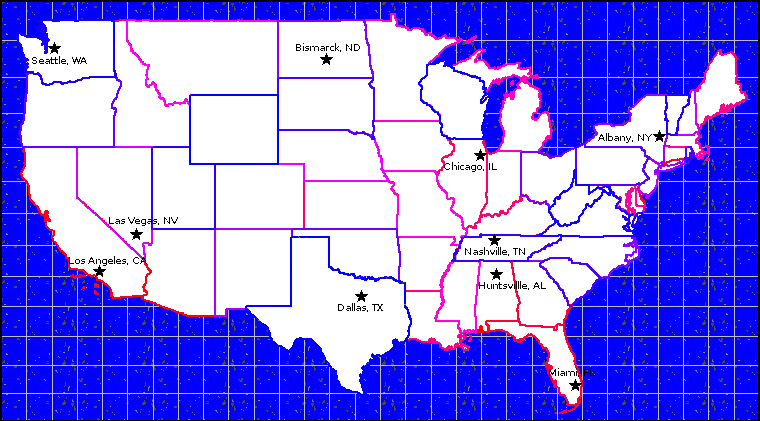 Bismarck, ND
Seattle, WA
Albany, NY
Chicago, IL
Las Vegas, NV
Nashville, TN
Los Angeles, CA
Huntsville, AL
Dallas, TX
Miami, FL